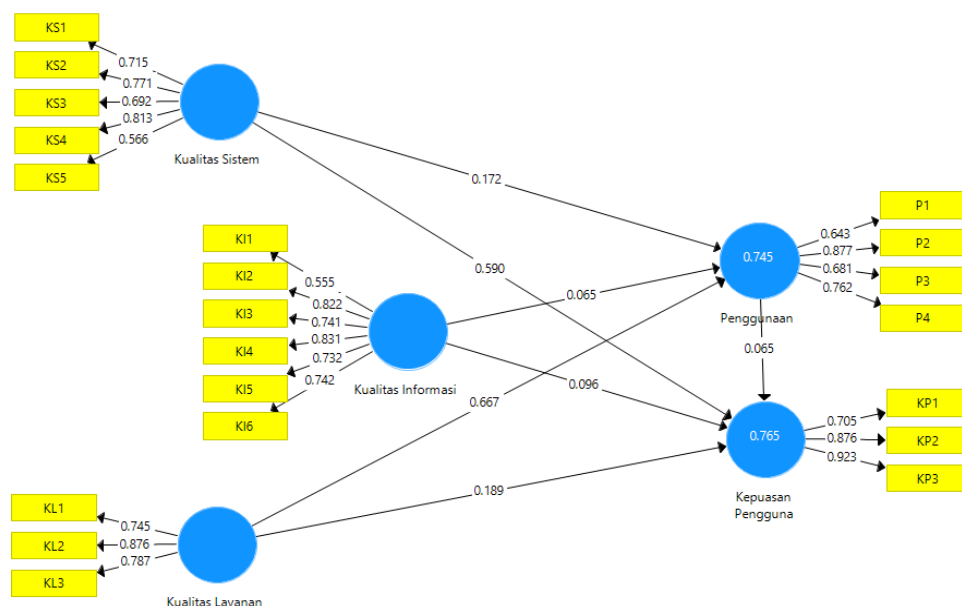 KS1
KS2
KS3
KS4
KS5
0.715
0.771
0.692
0.813
0.566
Kualitas Sistem
KI1
KI2
KI3
KI4
KI5
KI6
0.555
0.822
0.741
0.831
0.732
0.742
Kualitas Informasi
KL1
KL2
KL3
0.745
0.876
0.787
Kualitas Layanan
0.172
0.590
0.065
0.096
0.667
0.189
0.745
Penggunaan
0.065
0.765
Kepuasan
Pengguna
0.643
0.877
0.681
0.762
P1
P2
P3
P4
0.705
0.876
0.923
KP1
KP2
KP3